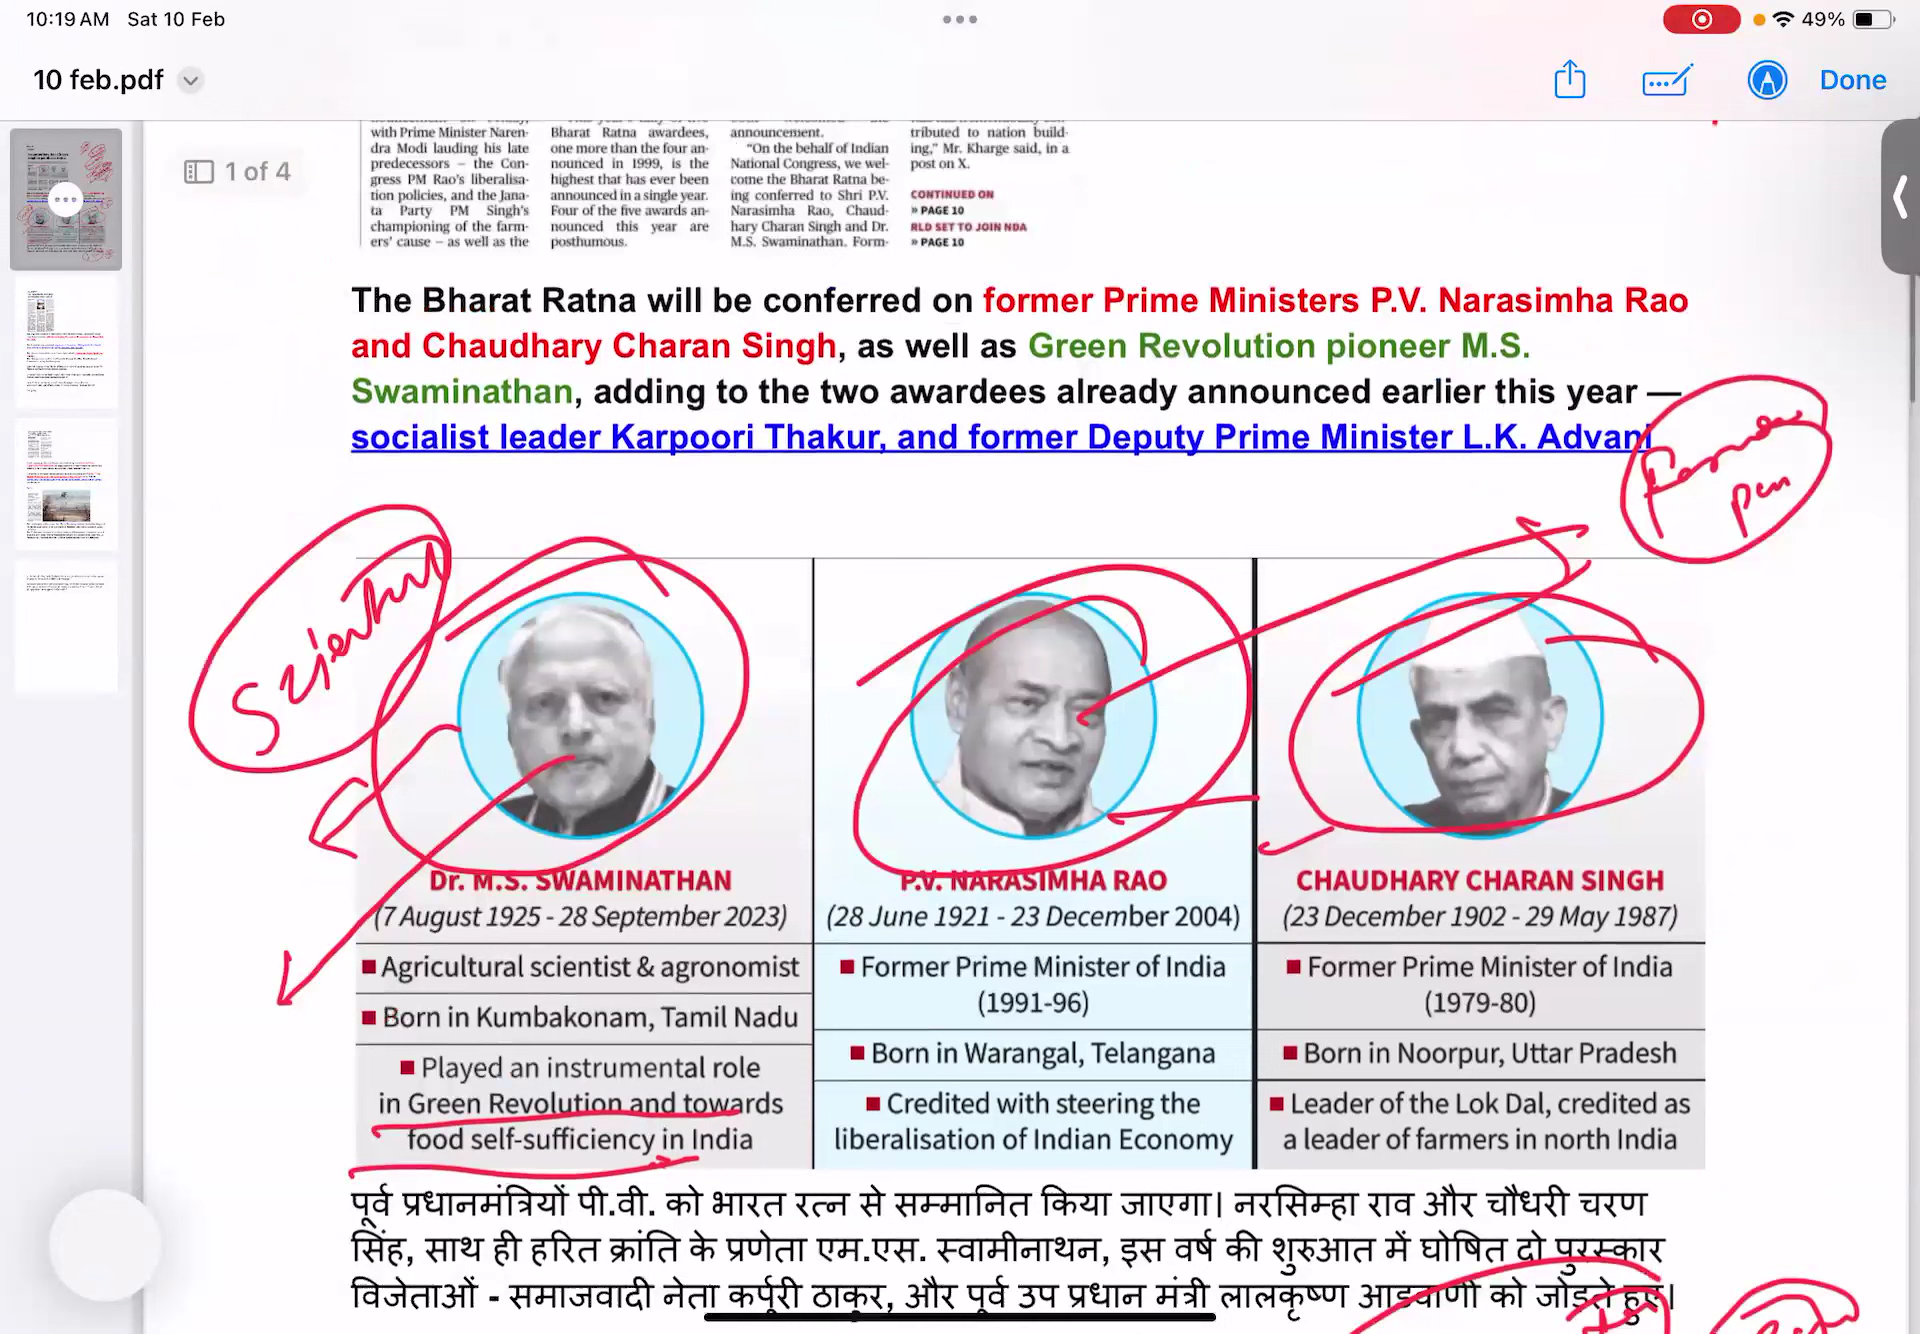 10:19 AM Sat 10 Feb
49%
10 feb.pdf
Done
1 of 4
with Prime Minister Naren-
dra Modi lauding his late
predecessors – the Con-
gress PM Rao's liberalisa-
tion policies, and the Jana-
ta Party PM Singh's
championing of the farm-
ers' cause – as well as the
Bharat Ratna awardees,
one more than the four an-
nounced in 1999, is the
highest that has ever been
announced in a single year.
Four of the five awards an-
nounced this year are
posthumous.
announcement.
"On the behalf of Indian
National Congress, we wel-
come the Bharat Ratna be-
ing conferred to Shri P.V.
Narasimha Rao, Chaud-
hary Charan Singh and Dr.
M.S. Swaminathan. Form-
tributed to nation build-
ing," Mr. Kharge said, in a
post on X.
CONTINUED ON
» PAGE 10
RLD SET TO JOIN NDA
» PAGE 10
The Bharat Ratna will be conferred on former Prime Ministers P.V. Narasimha Rao
and Chaudhary Charan Singh, as well as Green Revolution pioneer M.S.
Swaminathan, adding to the two awardees already announced earlier this year —
socialist leader Karpoori Thakur, and former Deputy Prime Minister L.K. Advani
Dr. M.S. SWAMINATHAN
(7 August 1925 - 28 September 2023)
■ Agricultural scientist & agronomist
■ Born in Kumbakonam, Tamil Nadu
■ Played an instrumental role
in Green Revolution and towards
food self-sufficiency in India
P.V. NARASIMHA RAO
(28 June 1921 - 23 December 2004)
■ Former Prime Minister of India
(1991-96)
■ Born in Warangal, Telangana
■ Credited with steering the
liberalisation of Indian Economy
CHAUDHARY CHARAN SINGH
(23 December 1902 - 29 May 1987)
■ Former Prime Minister of India
(1979-80)
■ Born in Noorpur, Uttar Pradesh
■ Leader of the Lok Dal, credited as
a leader of farmers in north India
पूर्व प्रधानमंत्रियों पी.वी. को भारत रत्न से सम्मानित किया जाएगा। नरसिम्हा राव और चौधरी चरण
सिंह, साथ ही हरित क्रांति के प्रणेता एम.एस. स्वामीनाथन, इस वर्ष की शुरुआत में घोषित दो पुरस्कार
विजेताओं - समाजवादी नेता कर्पूरी ठाकुर, और पूर्व उप प्रधान मंत्री लालकृष्ण आडवाणी को जोड़ते हुए।